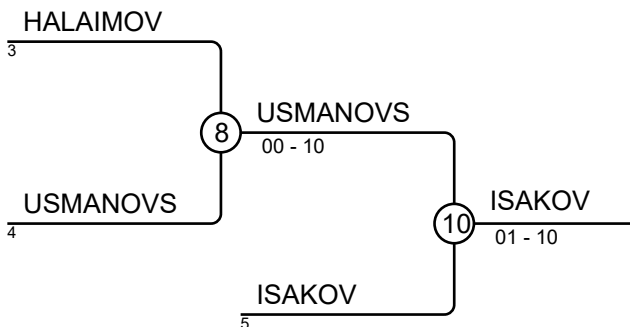 HALAIMOV
3
8
USMANOVS
00 - 10
USMANOVS
4
10
ISAKOV
01 - 10
ISAKOV
5